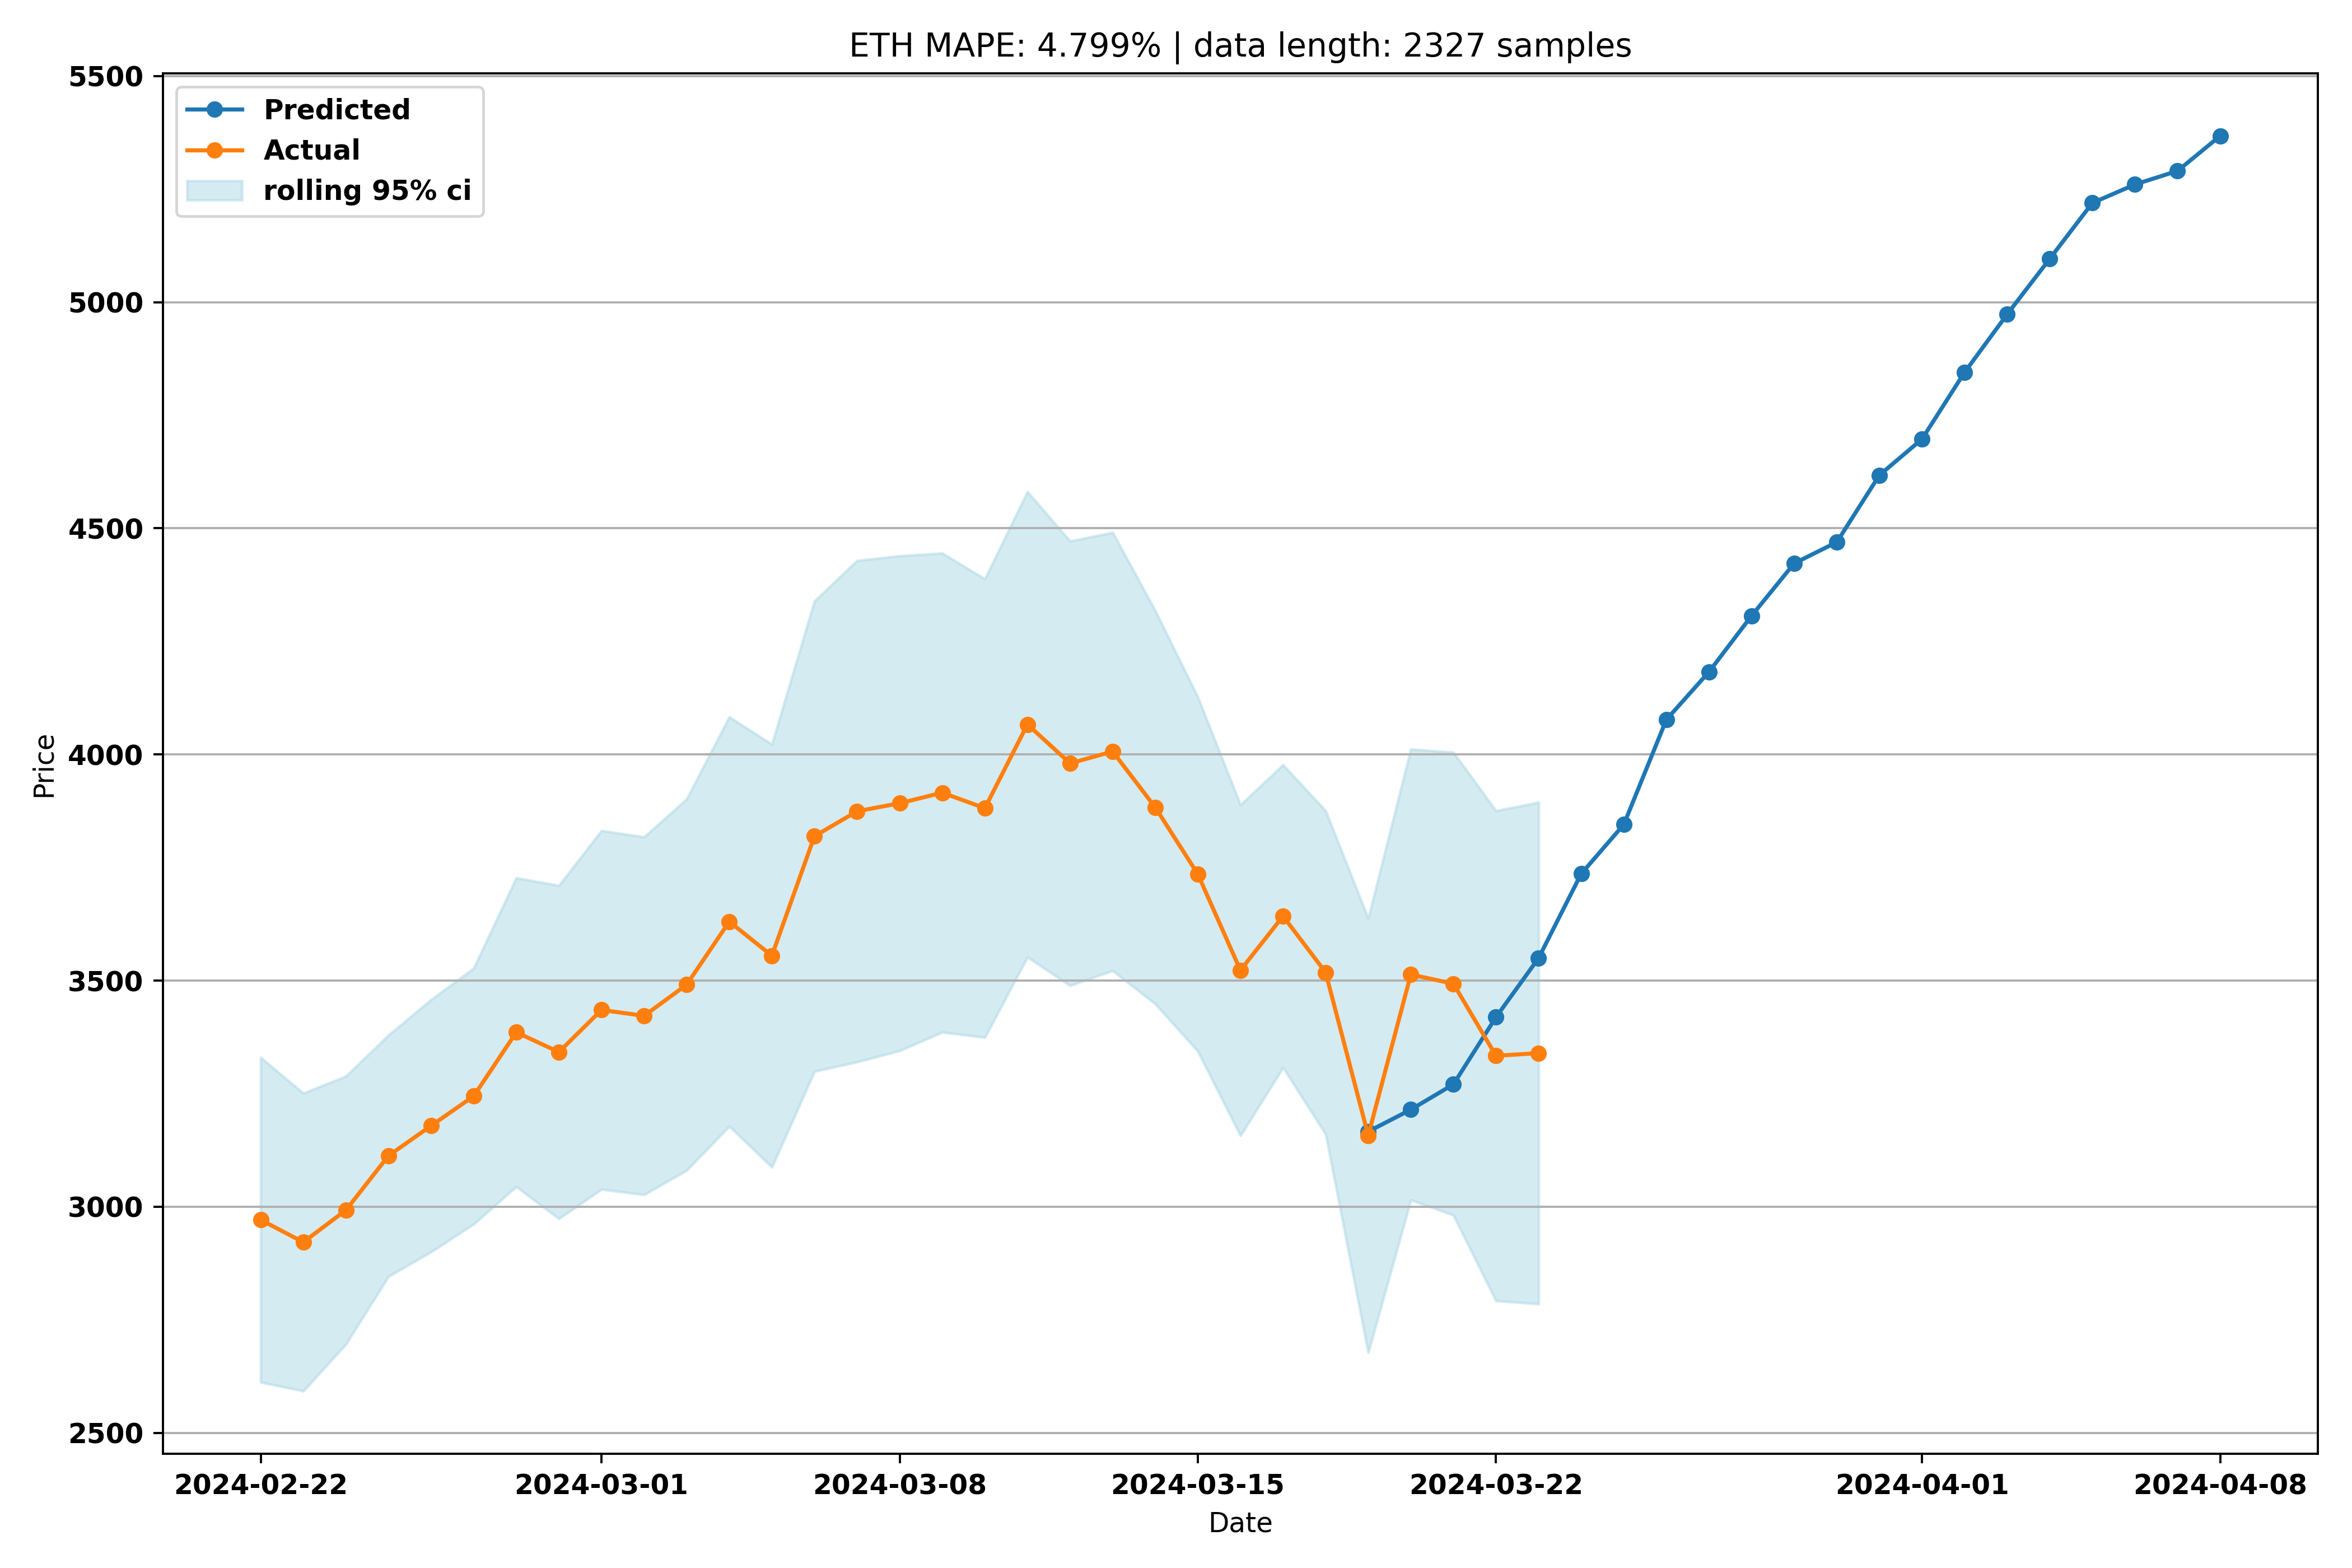 ETH MAPE: 4.799% | data length: 2327 samples
Predicted
Actual
rolling 95% ci
5500
5000
4500
4000
3500
3000
2500
Price
2024-02-22 2024-03-01 2024-03-08 2024-03-15 2024-03-22 2024-04-01 2024-04-08
Date